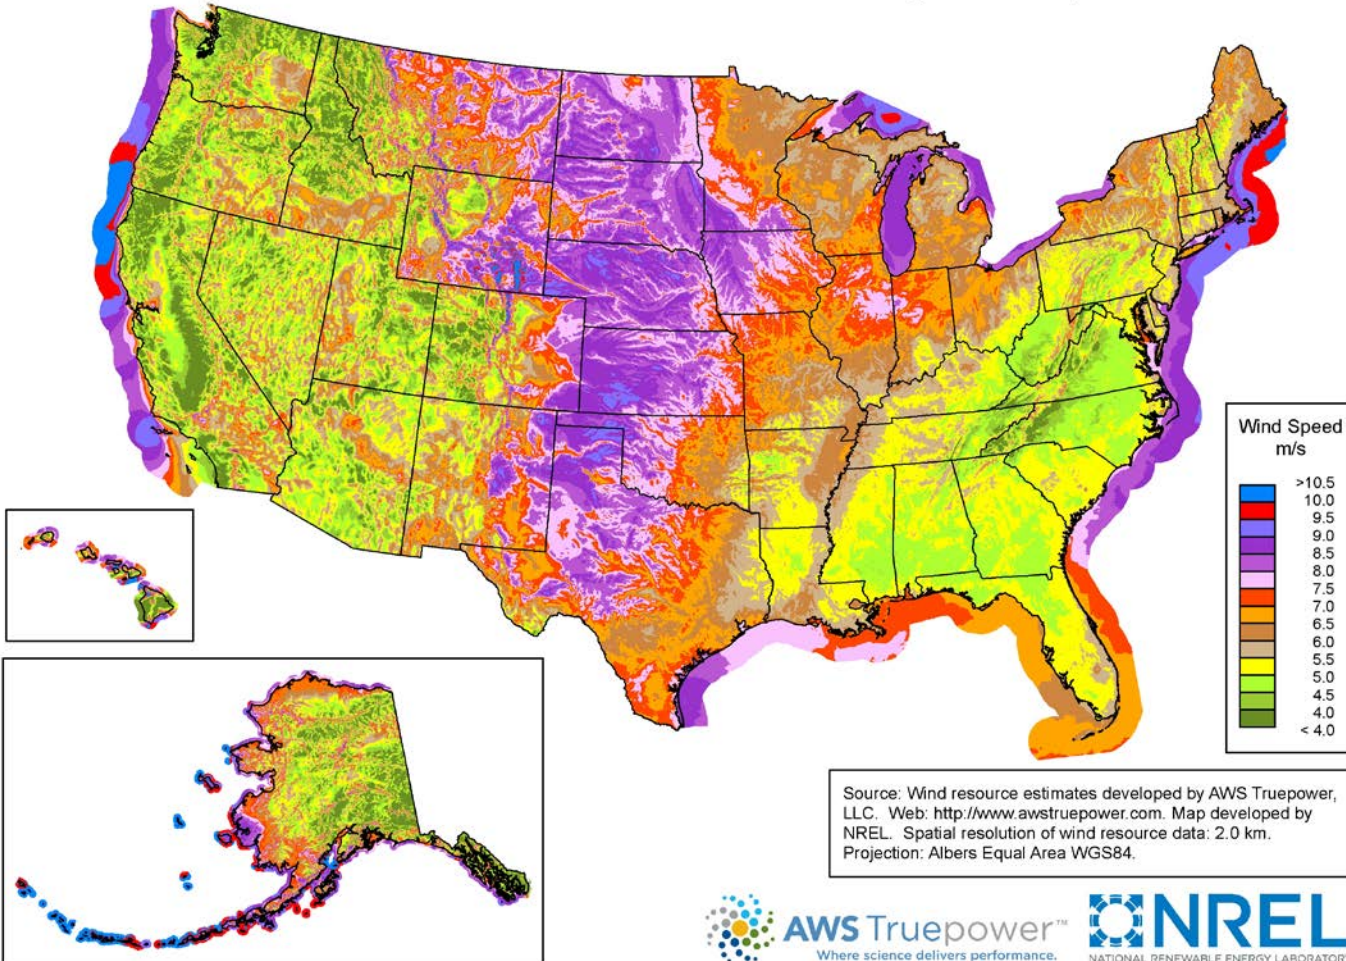 Wind Speed
m/s
>10.5
10.0
9.5
9.0
8.5
8.0
7.5
7.0
6.5
6.0
5.5
5.0
4.5
4.0
< 4.0
Source: Wind resource estimates developed by AWS Truepower,
LLC. Web: http://www.awstruepower.com. Map developed by
NREL. Spatial resolution of wind resource data: 2.0 km.
Projection: Albers Equal Area WGS84.
AWS Truepower™
Where science delivers performance.
NREL
NATIONAL RENEWABLE ENERGY LABORATORY